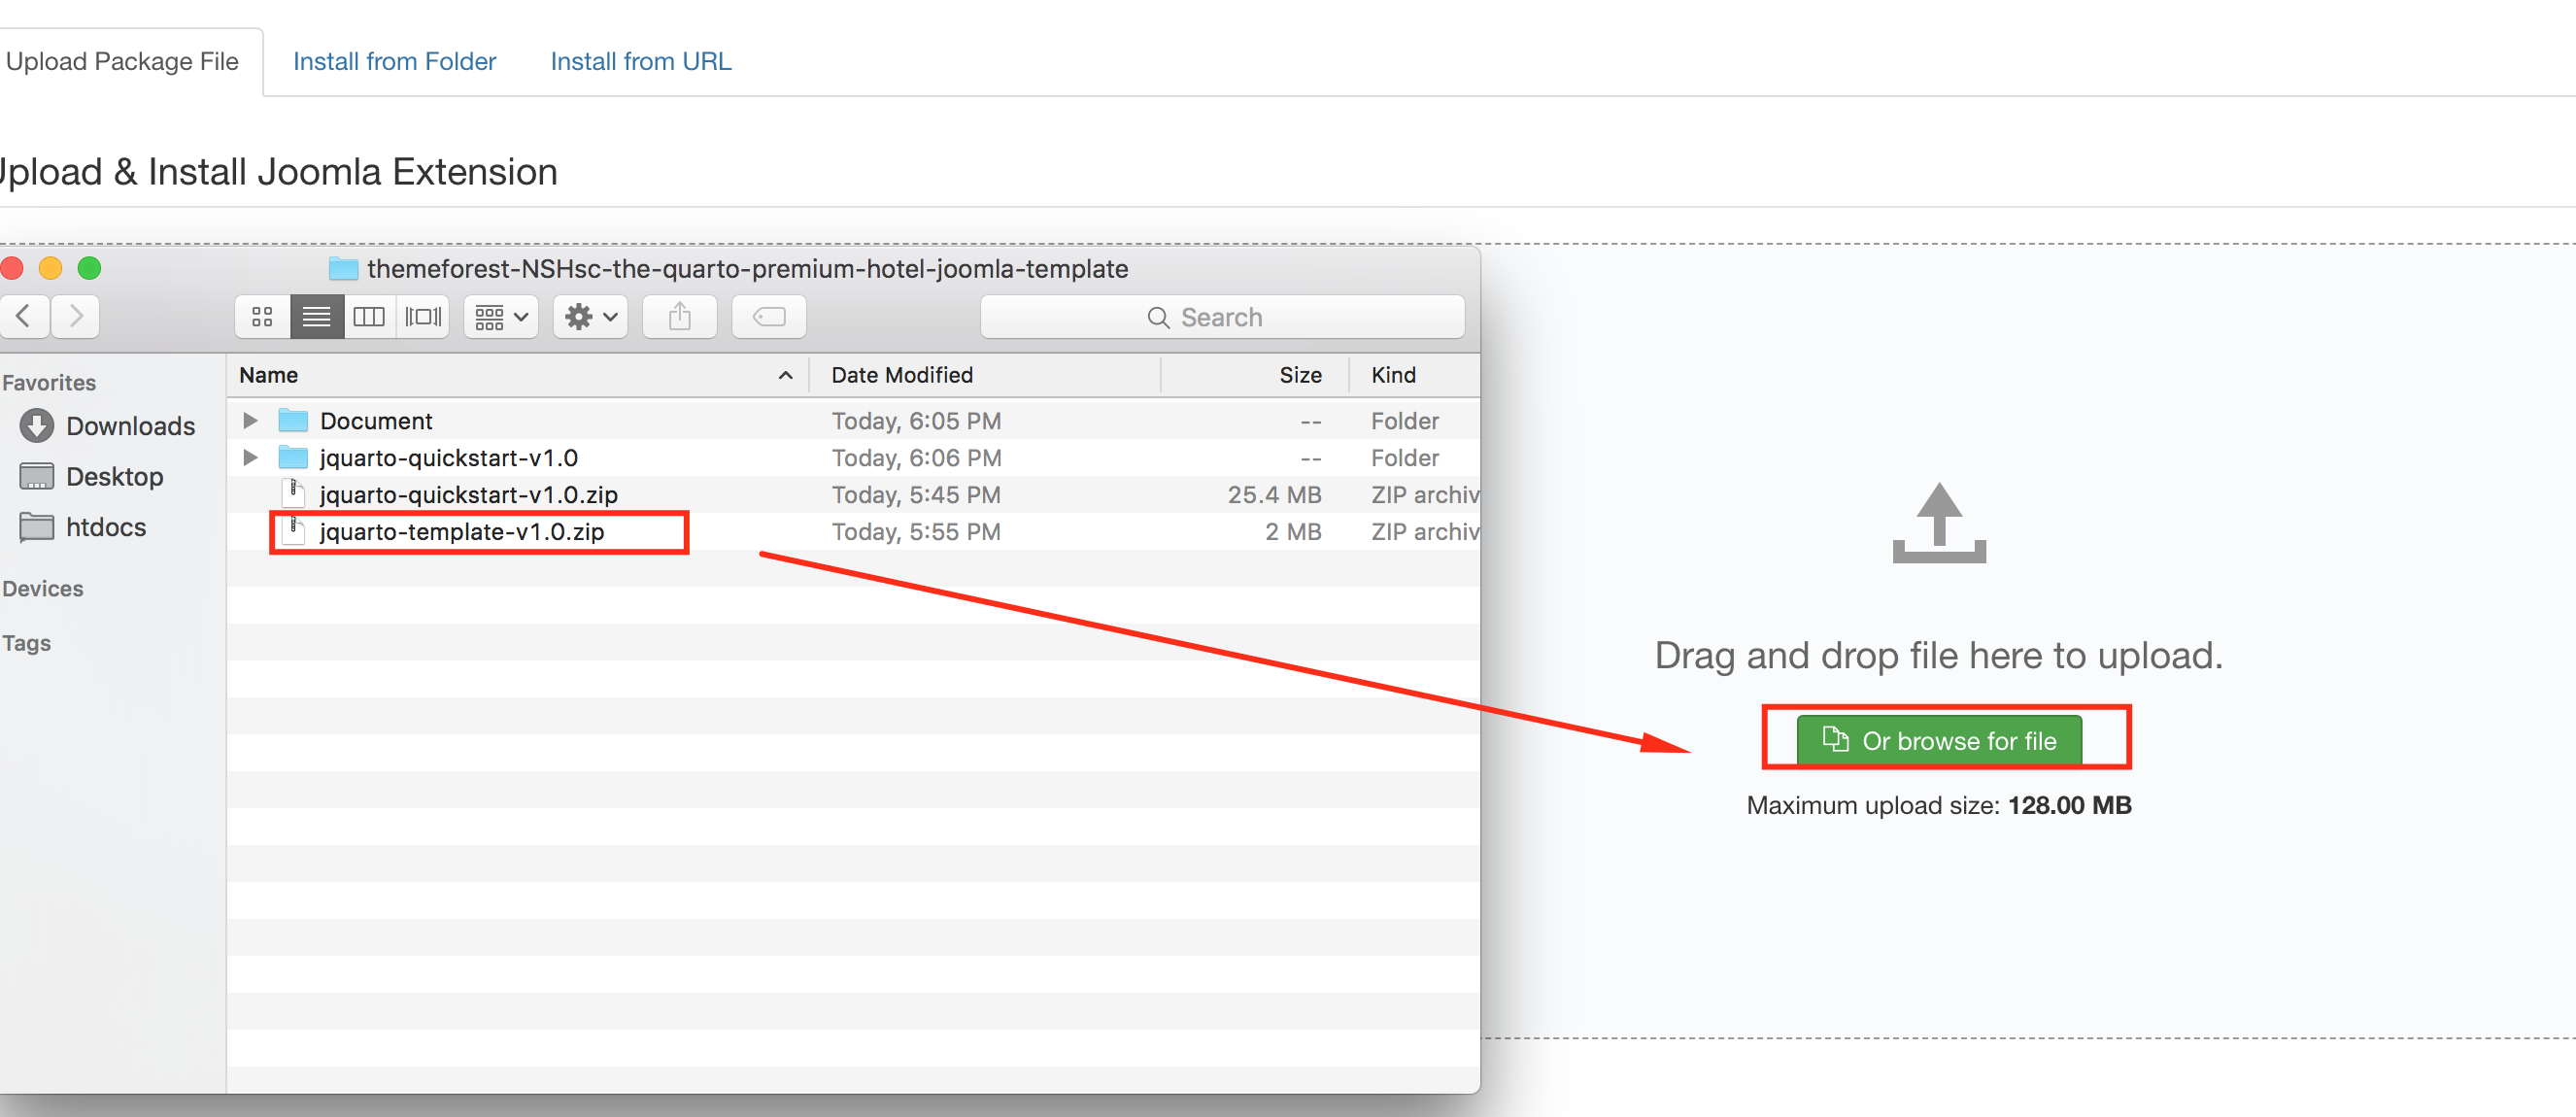 Upload Package File Install from Folder Install from URL
Upload & Install Joomla Extension
themeforest-NSHsc-the-quarto-premium-hotel-joomla-template
Search
Favorites
Downloads
Desktop
htdocs
Devices
Tags
Name Date Modified Size Kind
Document Today, 6:05 PM -- Folder
jquarto-quickstart-v1.0 Today, 6:06 PM -- Folder
jquarto-quickstart-v1.0.zip Today, 5:45 PM 25.4 MB ZIP archiv
jquarto-template-v1.0.zip Today, 5:55 PM 2 MB ZIP archiv
Drag and drop file here to upload.
Or browse for file
Maximum upload size: 128.00 MB